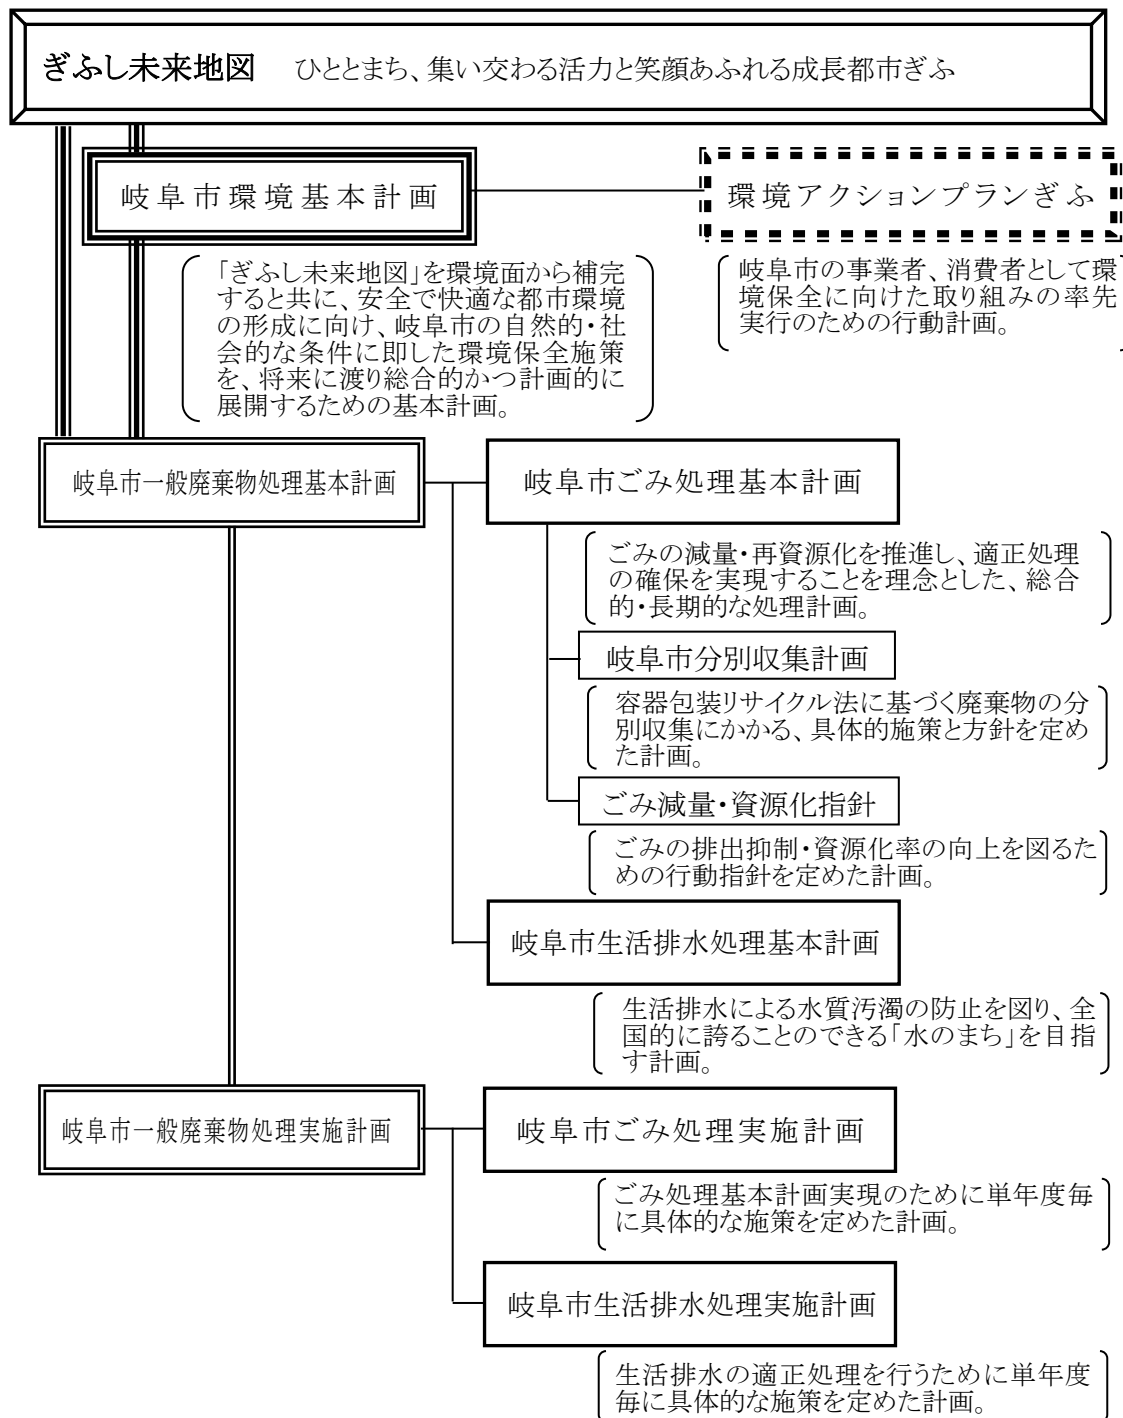 ぎふし未来地図　ひととまち、集い交わる活力と笑顔あふれる成長都市ぎふ
岐阜市環境基本計画
環境アクションプランぎふ
「ぎふし未来地図」を環境面から補完
すると共に、安全で快適な都市環境
の形成に向け、岐阜市の自然的・社
会的な条件に即した環境保全施策
を、将来に渡り総合的かつ計画的に
展開するための基本計画。
岐阜市の事業者、消費者として環
境保全に向けた取り組みの率先
実行のための行動計画。
岐阜市一般廃棄物処理基本計画
岐阜市ごみ処理基本計画
ごみの減量・再資源化を推進し、適正処理
の確保を実現することを理念とした、総合
的・長期的な処理計画。
岐阜市分別収集計画
容器包装リサイクル法に基づく廃棄物の分
別収集にかかる、具体的施策と方針を定め
た計画。
ごみ減量・資源化指針
ごみの排出抑制・資源化率の向上を図るた
めの行動指針を定めた計画。
岐阜市生活排水処理基本計画
生活排水による水質汚濁の防止を図り、全
国的に誇ることのできる「水のまち」を目指
す計画。
岐阜市一般廃棄物処理実施計画
岐阜市ごみ処理実施計画
ごみ処理基本計画実現のために単年度毎
に具体的な施策を定めた計画。
岐阜市生活排水処理実施計画
生活排水の適正処理を行うために単年度
毎に具体的な施策を定めた計画。